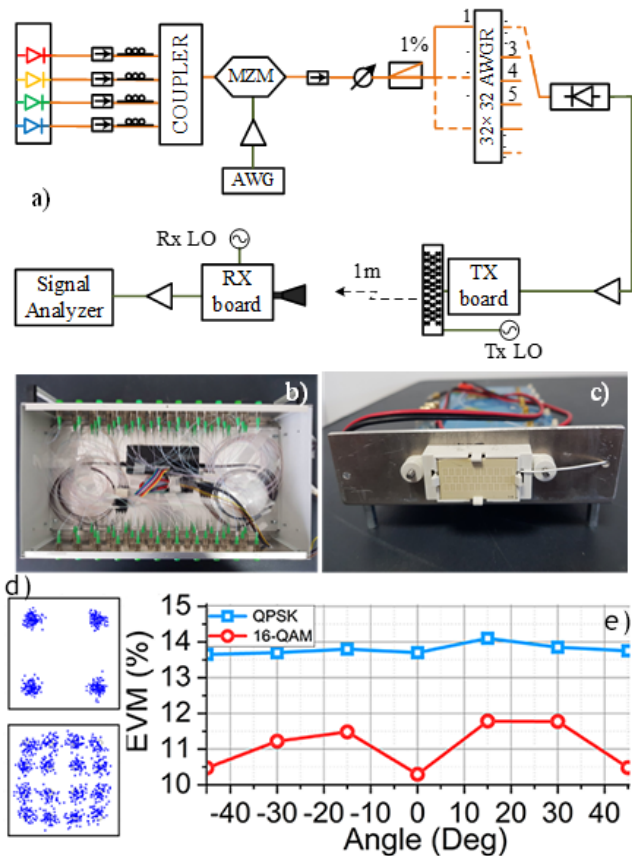 1%
1
3
4
5
COUPLER
MZM
32× 32 AWGR
AWG
a)
Rx LO
1m
Signal
Analyzer
RX
board
TX
board
Tx LO
b)
c)
d)
e)
QPSK
16-QAM
EVM (%)
15
14
13
12
11
10
-40 -30 -20 -10 0 10 20 30 40
Angle (Deg)